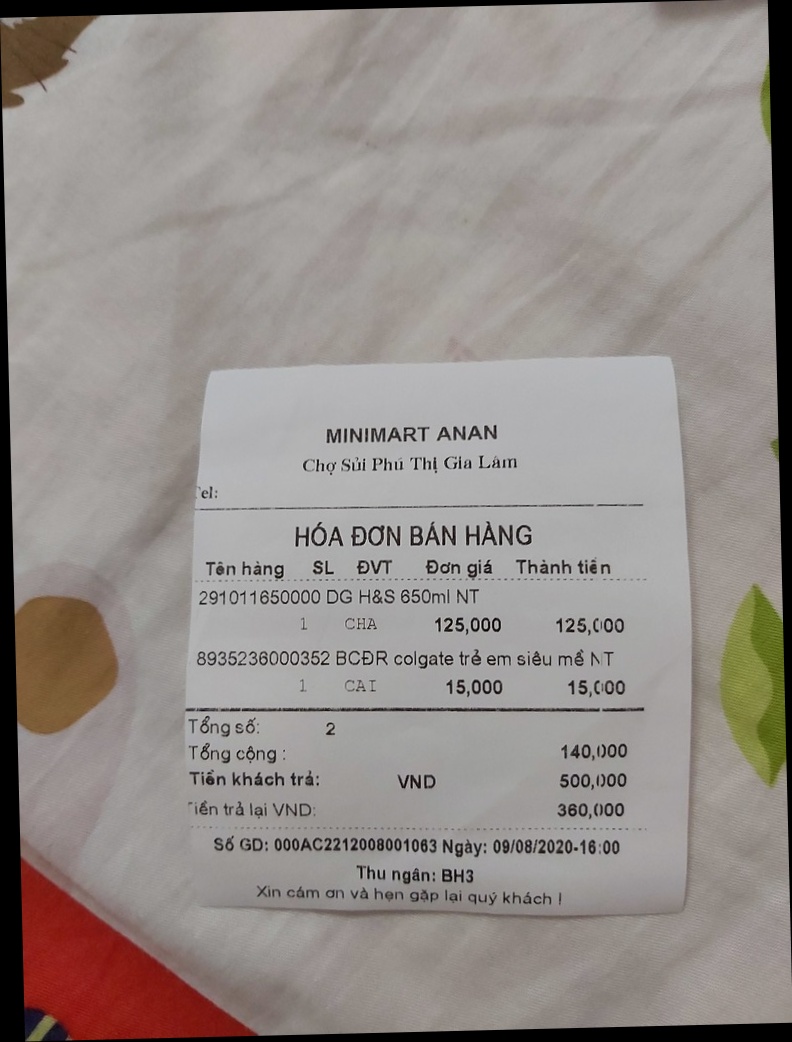 MINIMART ANAN
Chợ Sủi Phú Thị Gia Lâm
Tel:
HÓA ĐƠN BÁN HÀNG
Tên hàng SL ĐVT Đơn giá Thành tiền
291011650000 DG H&S 650ml NT
1 CHA 125,000 125,000
8935236000352 BCĐR colgate trẻ em siêu mề NT
1 CAI 15,000 15,000
Tổng số: 2
Tổng cộng : 140,000
Tiền khách trả: VND 500,000
Tiền trả lại VND: 360,000
Số GD: 000AC2212008001063 Ngày: 09/08/2020-16:00
Thu ngân: BH3
Xin cám ơn và hẹn gặp lại quý khách !